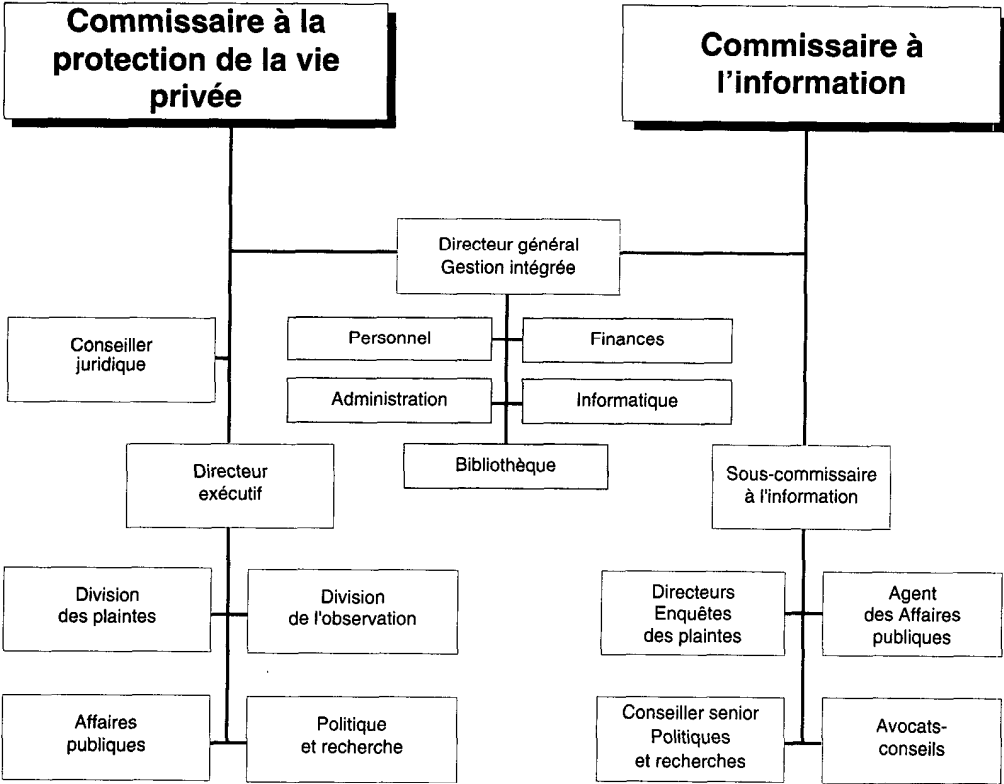 Commissaire à la
protection de la vie
privée
Commissaire à
l'information
Directeur général
Gestion intégrée
Conseiller
juridique
Personnel
Finances
Administration
Informatique
Bibliothèque
Directeur
exécutif
Sous-commissaire
à l'information
Division
des plaintes
Division
de l'observation
Directeurs
Enquêtes
des plaintes
Agent
des Affaires
publiques
Affaires
publiques
Politique
et recherche
Conseiller senior
Politiques
et recherches
Avocats-
conseils